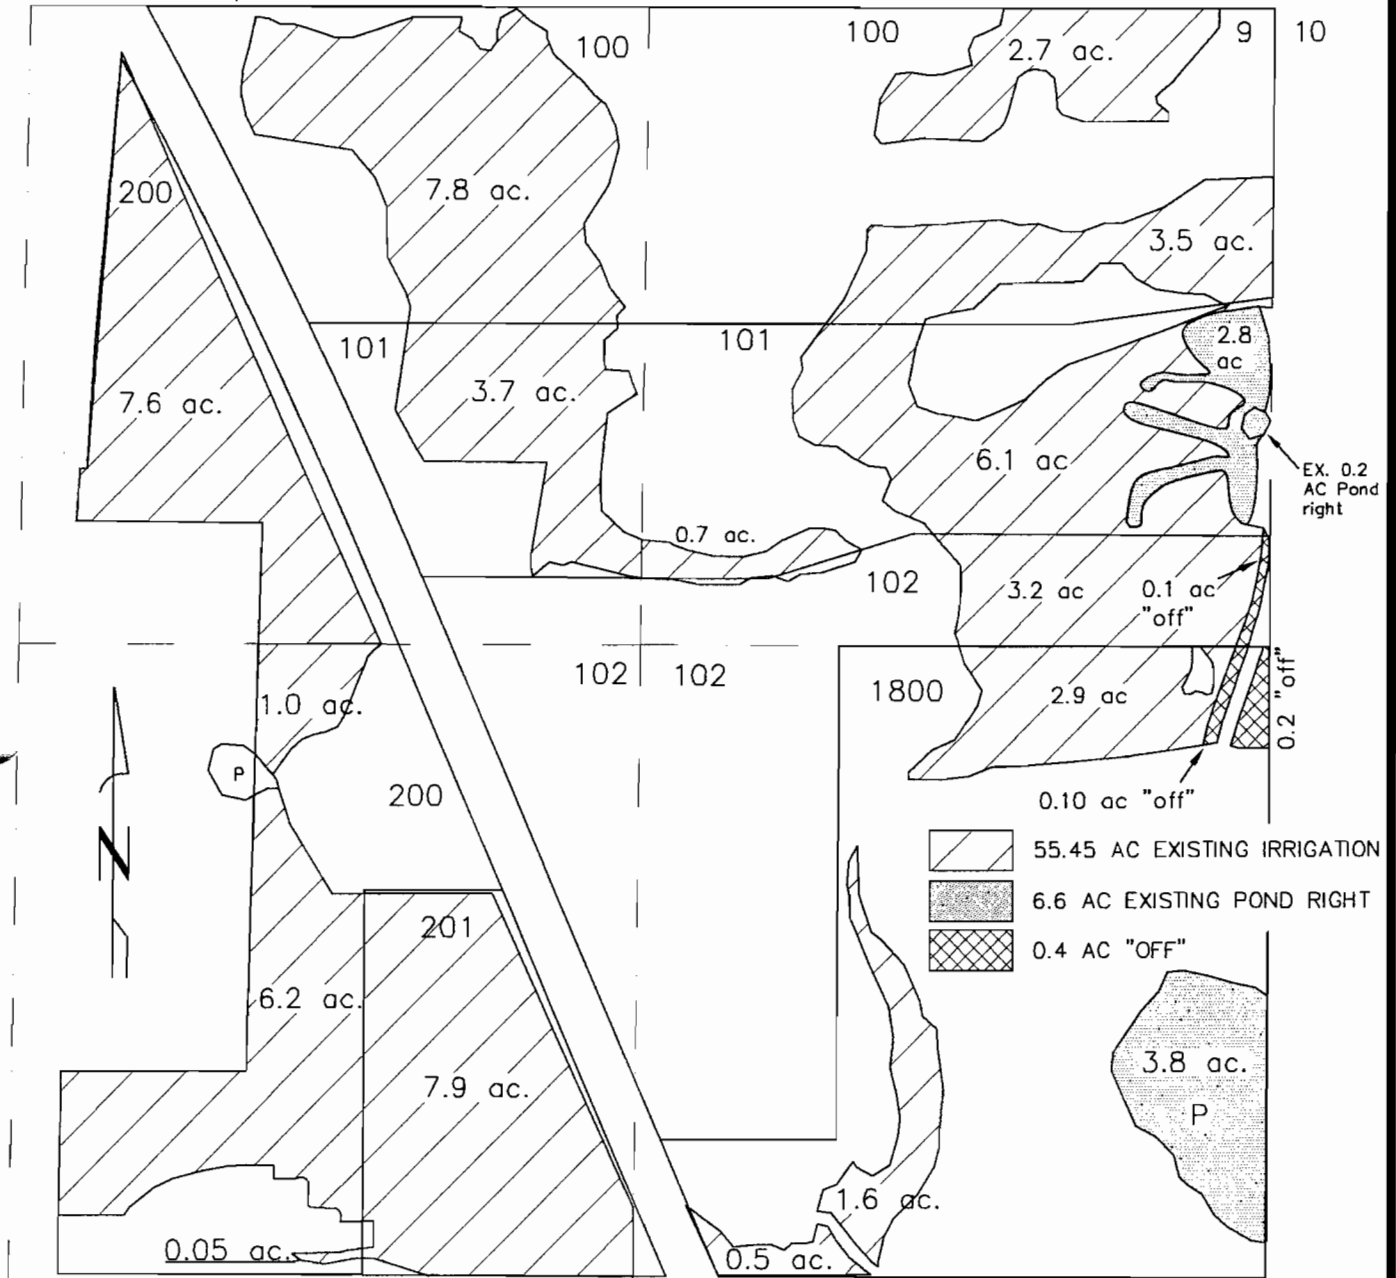 100
100
9
10
2.7 ac.
200
7.8 ac.
3.5 ac.
101
101
2.8
ac
7.6 ac.
3.7 ac.
6.1 ac
EX. 0.2
AC Pond
right
0.7 ac.
102
3.2 ac
0.1 ac
"off"
102
102
1800
2.9 ac
0.2 "off"
1.0 ac.
P
200
0.10 ac "off"
N
55.45 AC EXISTING IRRIGATION
6.6 AC EXISTING POND RIGHT
201
0.4 AC "OFF"
6.2 ac.
3.8 ac.
P
7.9 ac.
1.6 ac.
0.05 ac.
0.5 ac.